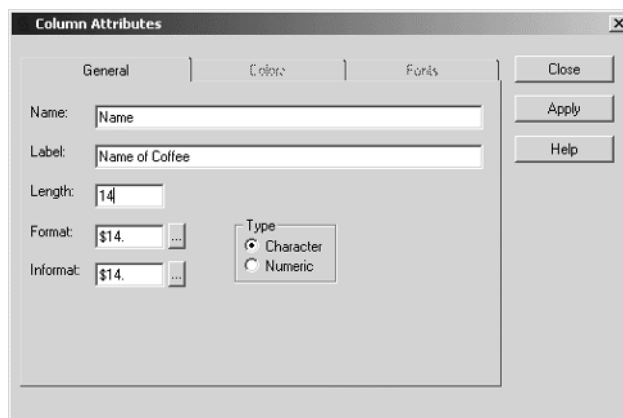 Column Attributes
General Colors Fonts
Close
Name: Name
Apply
Label: Name of Coffee
Help
Length: 14
Format: $14. ...
Type
Character
Informat: $14. ...
Numeric